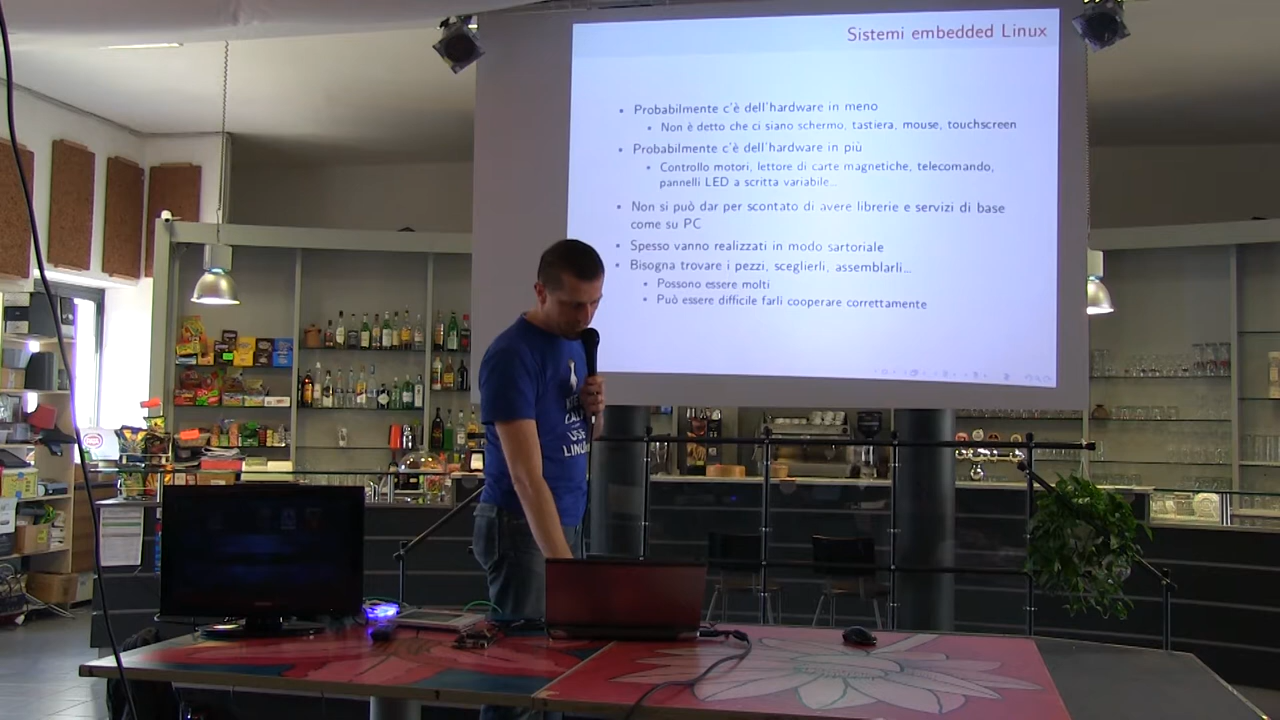 Sistemi embedded Linux
Probabilmente c'è dell'hardware in meno
Non è detto che ci siano schermo, tastiera, mouse, touchscreen
Probabilmente c'è dell'hardware in più
Controllo motori, lettore di carte magnetiche, telecomando,
pannelli LED a scritta variabile...
Non si può dar per scontato di avere librerie e servizi di base
come su PC
Spesso vanno realizzati in modo sartoriale
Bisogna trovare i pezzi, sceglierli, assemblarli...
Possono essere molti
Può essere difficile farli cooperare correttamente
USE
LINUX